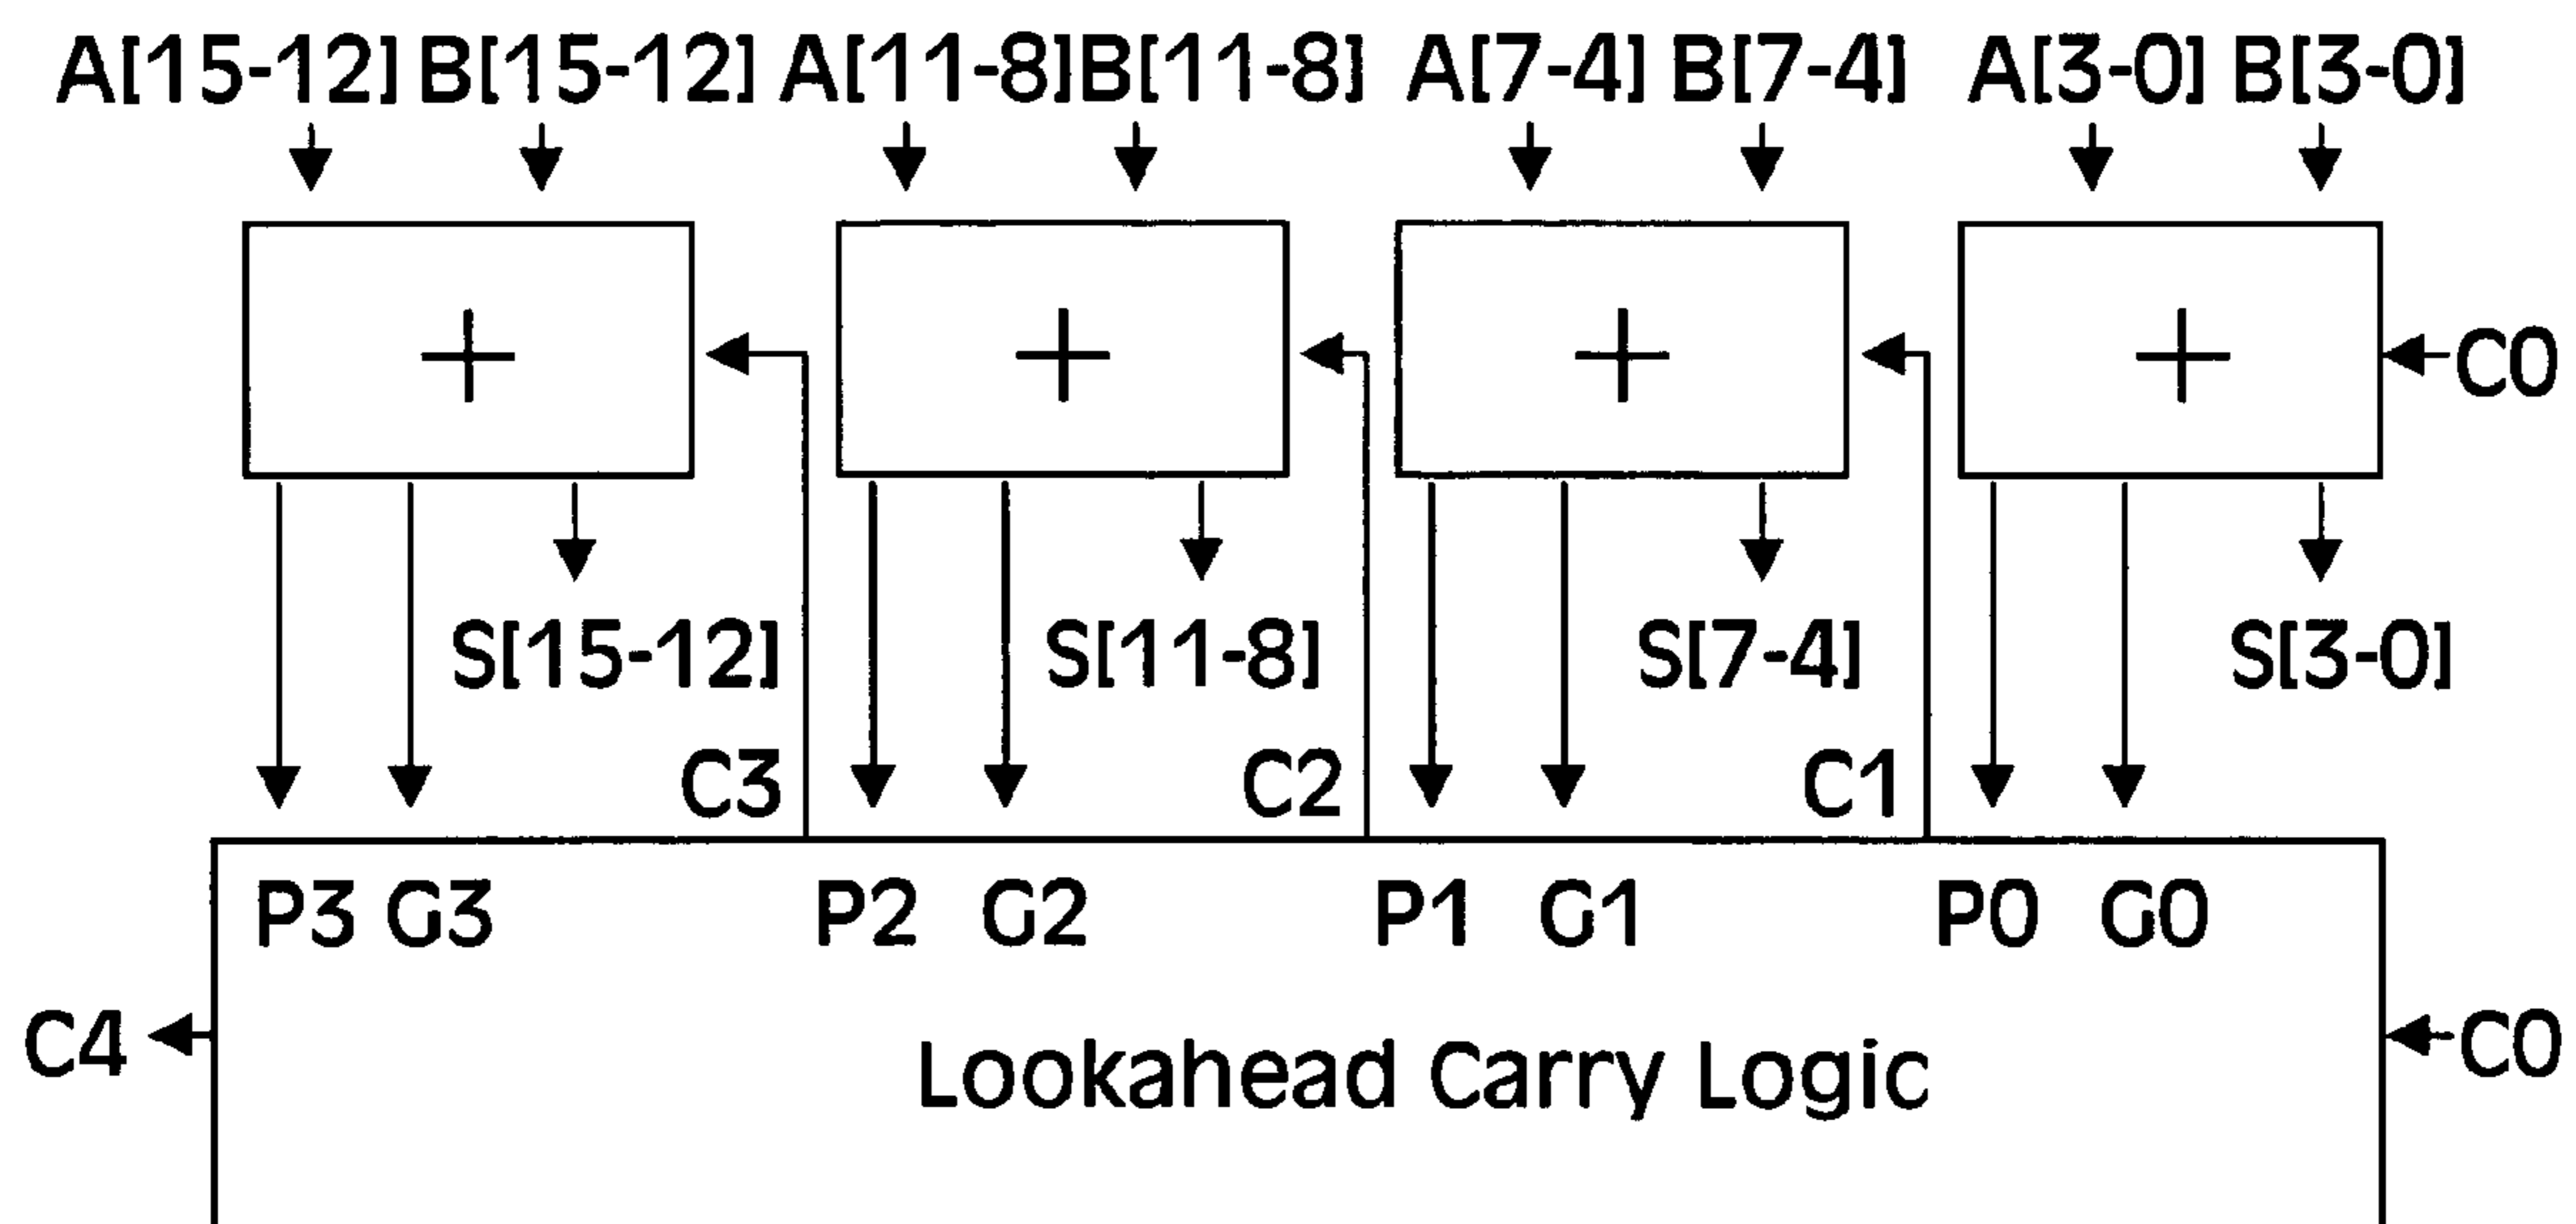 A[15-12] B[15-12] A[11-8]B[11-8] A[7-4] B[7-4] A[3-0] B[3-0]
+ + + + C0
S[15-12] S[11-8] S[7-4] S[3-0]
C3 C2 C1
P3 G3 P2 G2 P1 G1 P0 G0
C4 C0
Lookahead Carry Logic